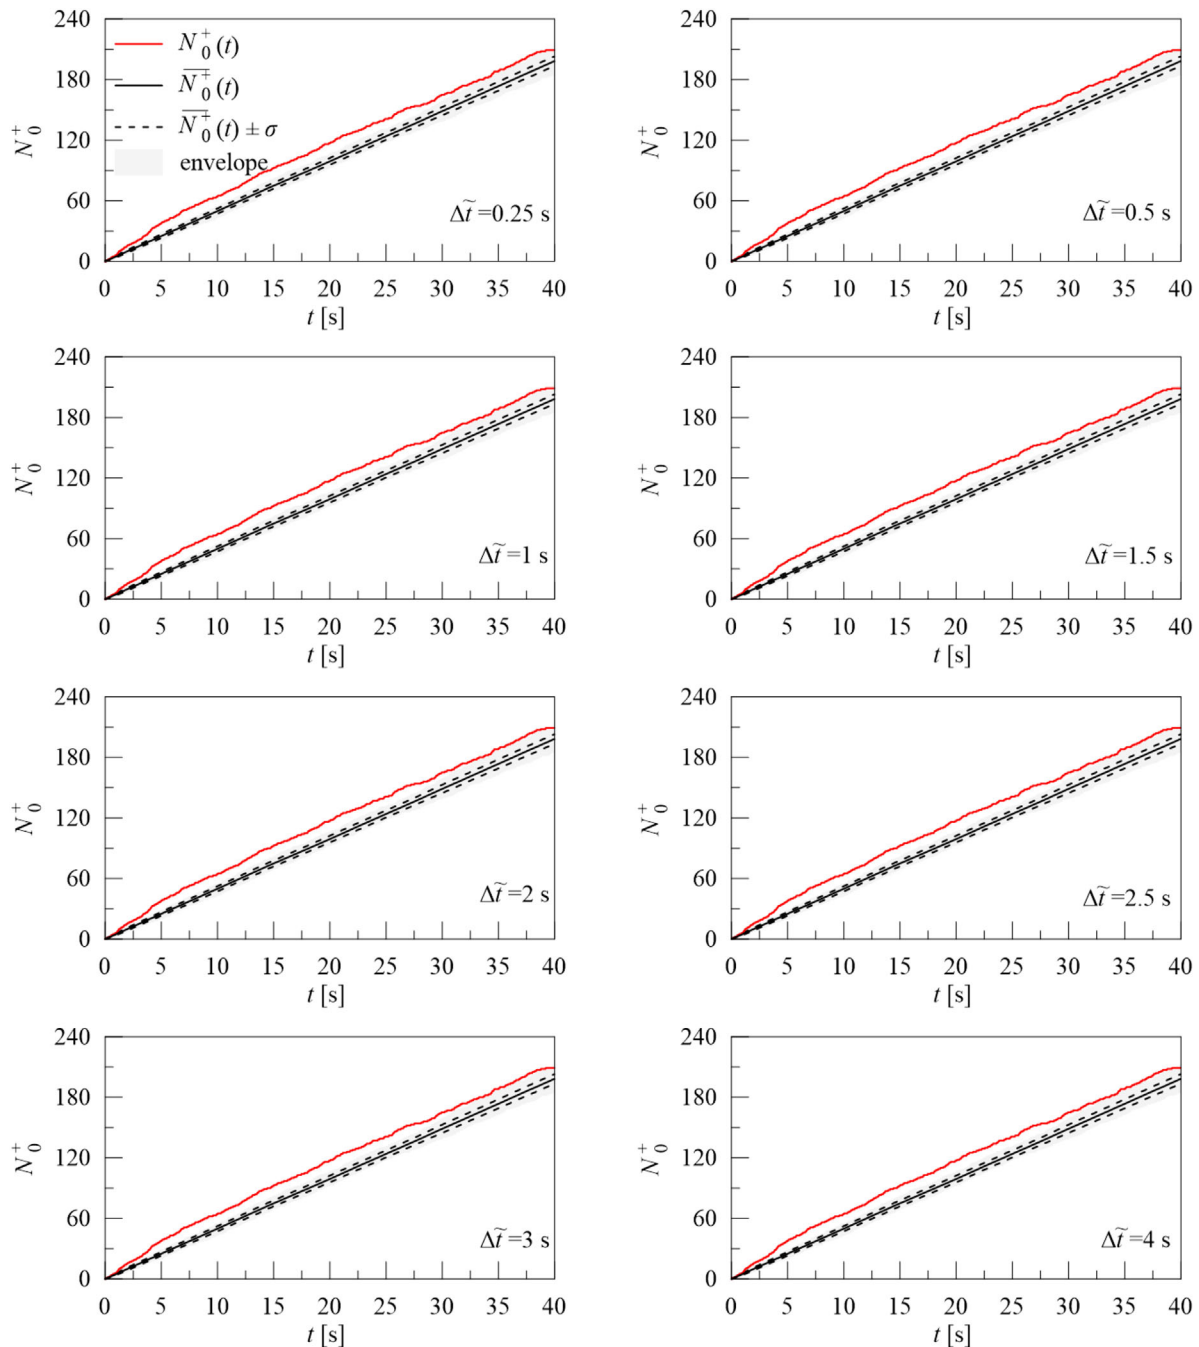 240
180
120
60
0
N₀⁺
N₀⁺(t)
N̅₀⁺(t)
N̅₀⁺(t) ± σ
envelope
Δt̃ =0.25 s
0 5 10 15 20 25 30 35 40
t [s]
240
180
120
60
0
N₀⁺
Δt̃ =0.5 s
0 5 10 15 20 25 30 35 40
t [s]
240
180
120
60
0
N₀⁺
Δt̃ =1 s
0 5 10 15 20 25 30 35 40
t [s]
240
180
120
60
0
N₀⁺
Δt̃ =1.5 s
0 5 10 15 20 25 30 35 40
t [s]
240
180
120
60
0
N₀⁺
Δt̃ =2 s
0 5 10 15 20 25 30 35 40
t [s]
240
180
120
60
0
N₀⁺
Δt̃ =2.5 s
0 5 10 15 20 25 30 35 40
t [s]
240
180
120
60
0
N₀⁺
Δt̃ =3 s
0 5 10 15 20 25 30 35 40
t [s]
240
180
120
60
0
N₀⁺
Δt̃ =4 s
0 5 10 15 20 25 30 35 40
t [s]